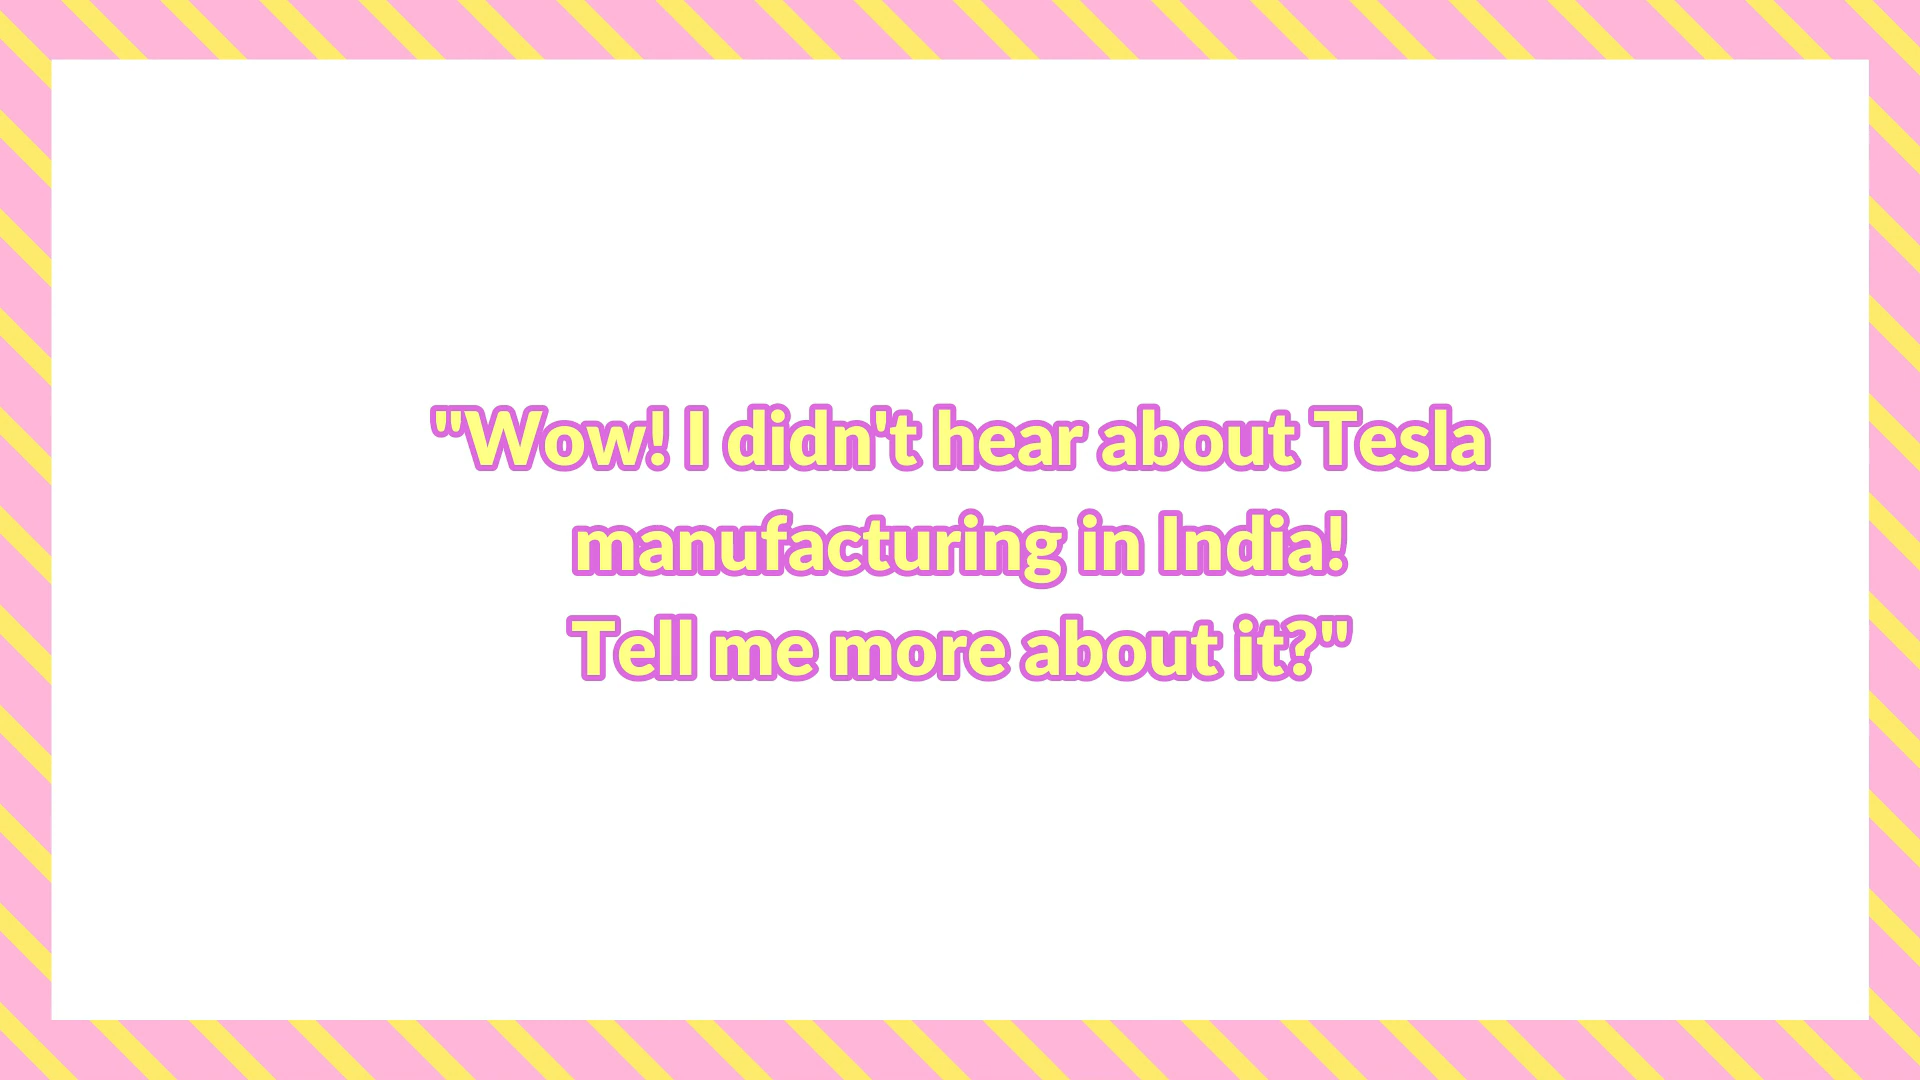 "Wow! I didn't hear about Tesla
manufacturing in India!
Tell me more about it?"